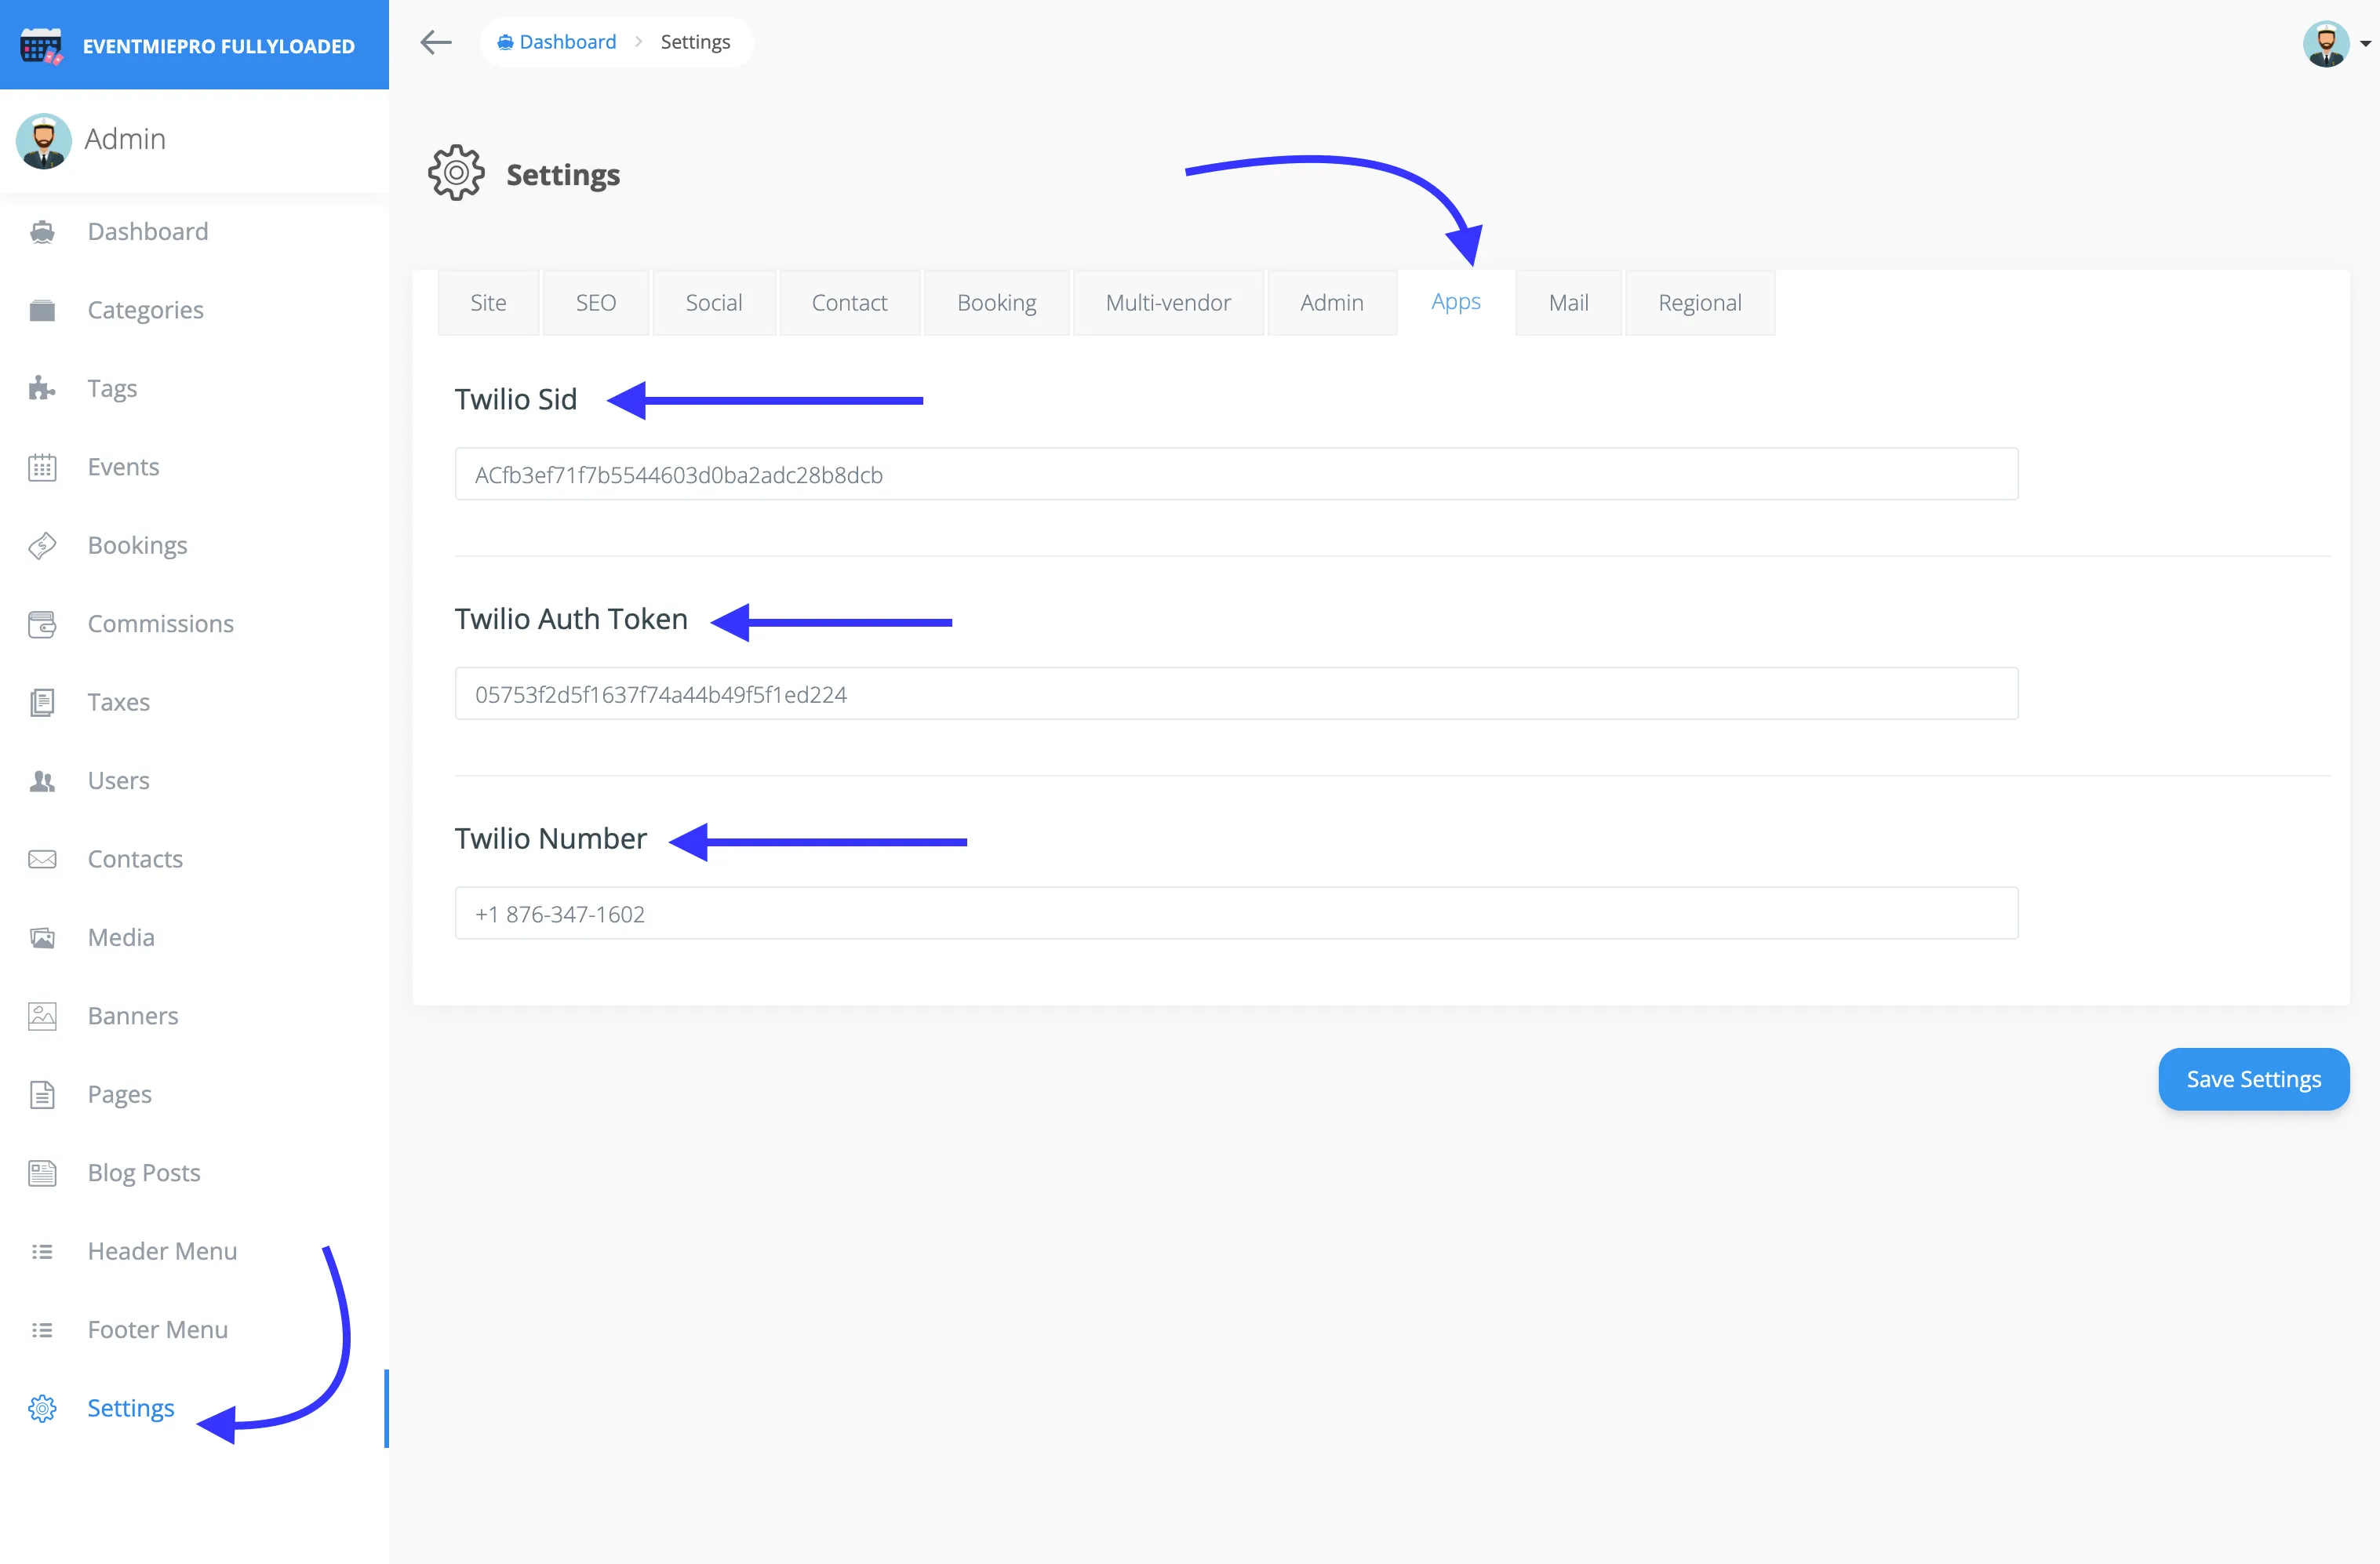 EVENTMIEPRO FULLYLOADED
Dashboard > Settings
Admin
Settings
Dashboard
Categories
Tags
Events
Bookings
Commissions
Taxes
Users
Contacts
Media
Banners
Pages
Blog Posts
Header Menu
Footer Menu
Settings
Site SEO Social Contact Booking Multi-vendor Admin Apps Mail Regional
Twilio Sid
ACfb3ef71f7b5544603d0ba2adc28b8dcb
Twilio Auth Token
05753f2d5f1637f74a44b49f5f1ed224
Twilio Number
+1 876-347-1602
Save Settings